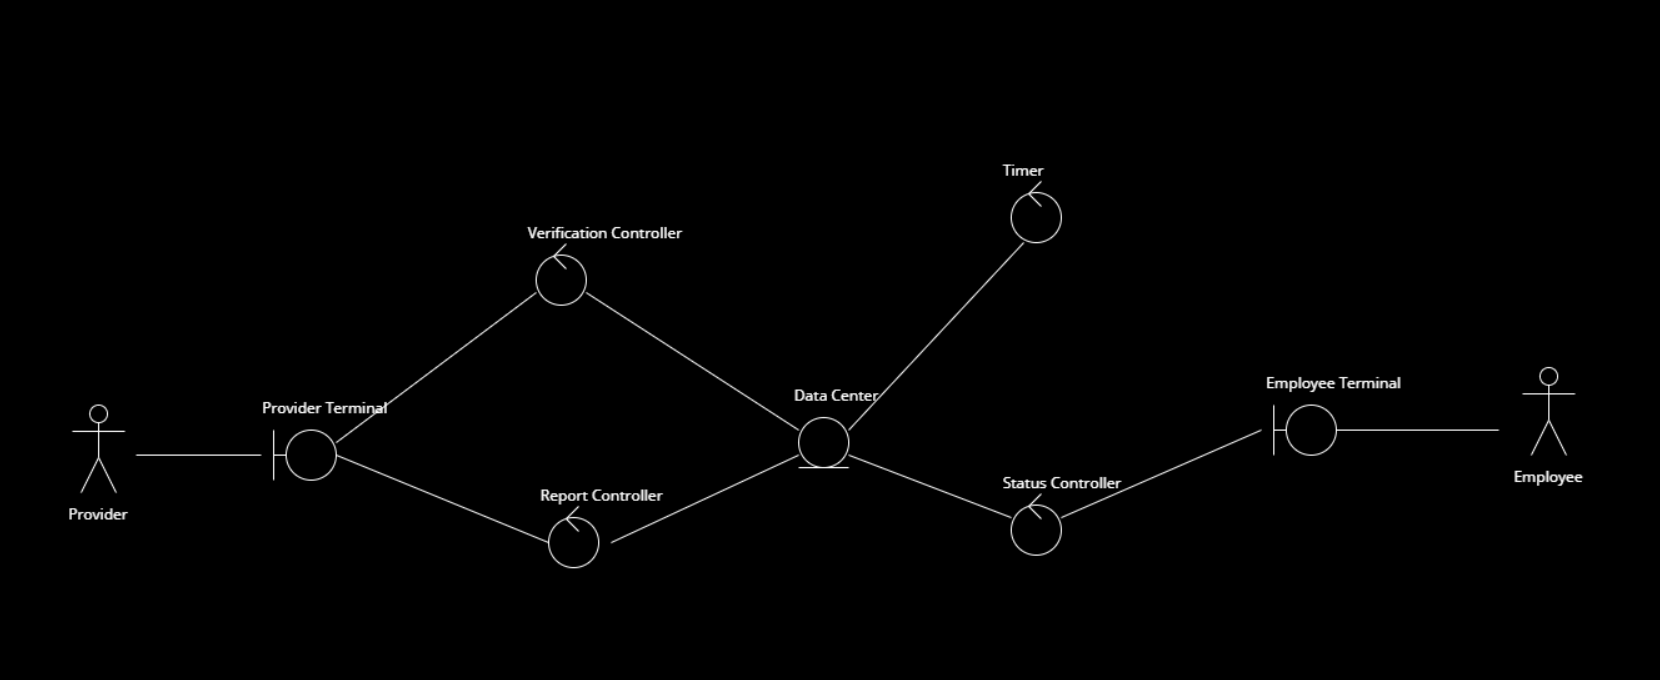 Timer
Verification Controller
Employee Terminal
Data Center
Provider Terminal
Employee
Status Controller
Report Controller
Provider